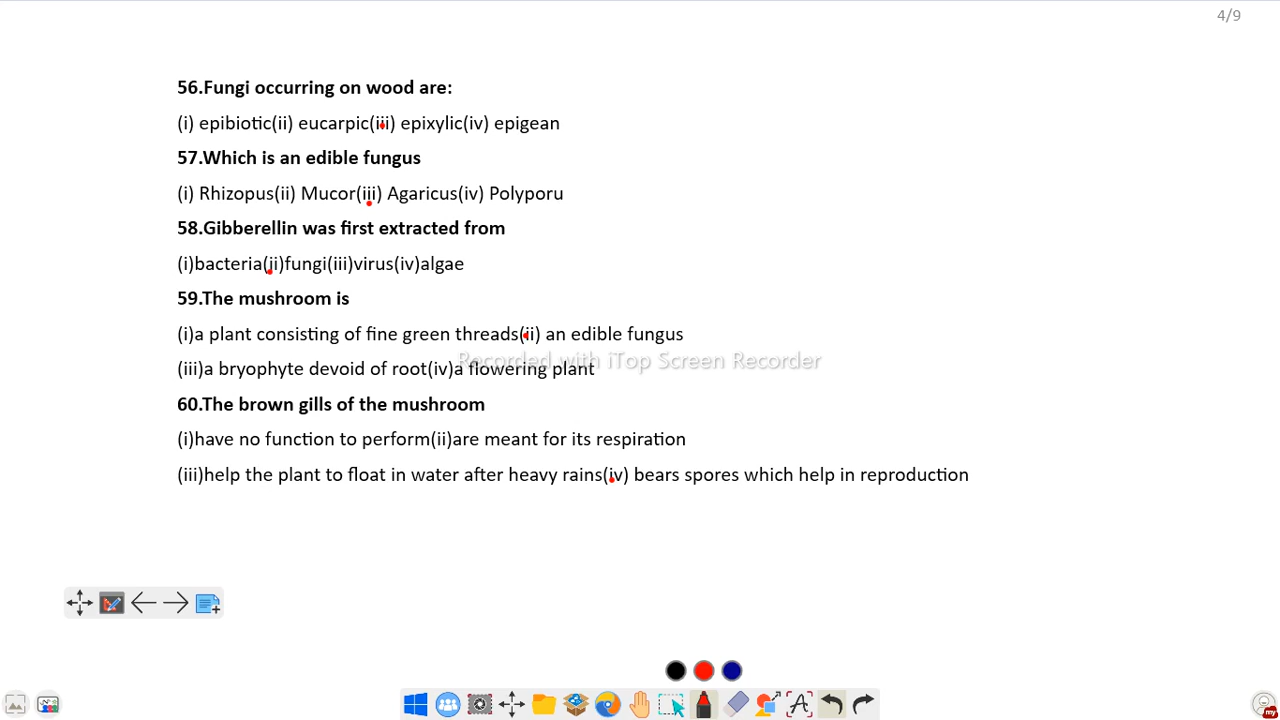 4/9
56.Fungi occurring on wood are:
(i) epibiotic(ii) eucarpic(iii) epixylic(iv) epigean
57.Which is an edible fungus
(i) Rhizopus(ii) Mucor(iii) Agaricus(iv) Polyporu
58.Gibberellin was first extracted from
(i)bacteria(ii)fungi(iii)virus(iv)algae
59.The mushroom is
(i)a plant consisting of fine green threads(ii) an edible fungus
Recorded with iTop Screen Recorder
(iii)a bryophyte devoid of root(iv)a flowering plant
60.The brown gills of the mushroom
(i)have no function to perform(ii)are meant for its respiration
(iii)help the plant to float in water after heavy rains(iv) bears spores which help in reproduction
my